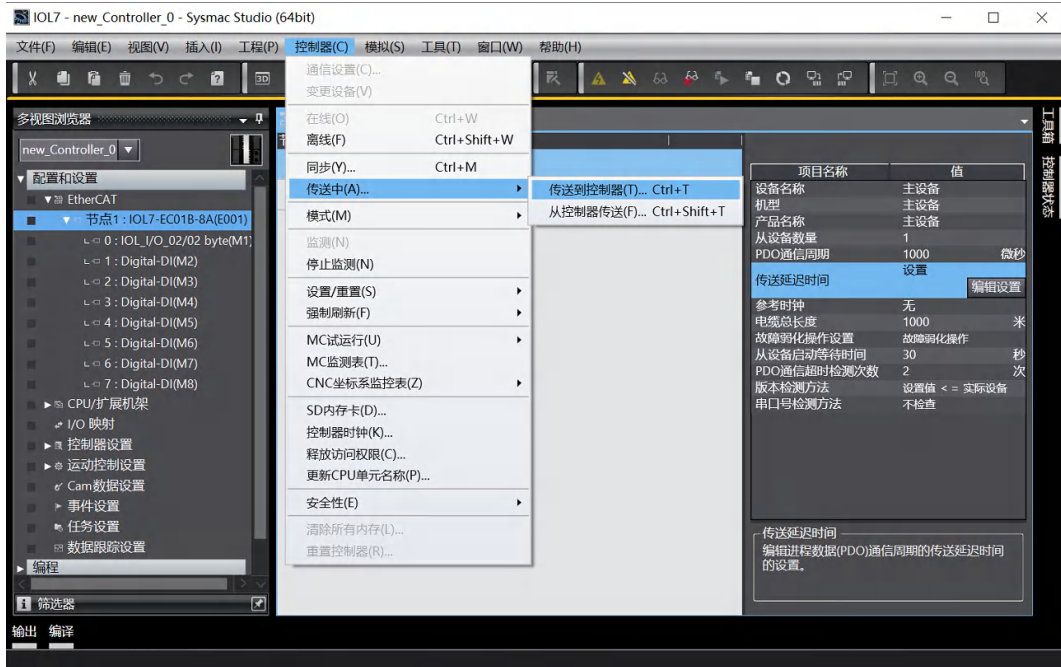 IOL7 - new_Controller_0 - Sysmac Studio (64bit)
文件(F) 编辑(E) 视图(V) 插入(I) 工程(P) 控制器(C) 模拟(S) 工具(T) 窗口(W) 帮助(H)
3D
多视图浏览器
new_Controller_0
配置和设置
EtherCAT
节点1 : IOL7-EC01B-8A(E001)
0 : IOL_I/O_02/02 byte(M1)
1 : Digital-DI(M2)
2 : Digital-DI(M3)
3 : Digital-DI(M4)
4 : Digital-DI(M5)
5 : Digital-DI(M6)
6 : Digital-DI(M7)
7 : Digital-DI(M8)
CPU/扩展机架
I/O 映射
控制器设置
运动控制设置
Cam数据设置
事件设置
任务设置
数据跟踪设置
编程
筛选器
输出 编译
通信设置(C)...
变更设备(V)
在线(O) Ctrl+W
离线(F) Ctrl+Shift+W
同步(Y)... Ctrl+M
传送中(A)...
模式(M)
监测(N)
停止监测(N)
设置/重置(S)
强制刷新(F)
MC试运行(U)
MC监测表(T)...
CNC坐标系监控表(Z)
SD内存卡(D)...
控制器时钟(K)...
释放访问权限(C)...
更新CPU单元名称(P)...
安全性(E)
清除所有内存(L)...
重置控制器(R)...
传送到控制器(T)... Ctrl+T
从控制器传送(F)... Ctrl+Shift+T
项目名称 值
设备名称 主设备
机型 主设备
产品名称 主设备
从设备数量 1
PDO通信周期 1000 微秒
传送延迟时间 设置
编辑设置
参考时钟 无
电缆总长度 1000 米
故障弱化操作设置 故障弱化操作
从设备启动等待时间 30 秒
PDO通信超时检测次数 2 次
版本检测方法 设置值 < = 实际设备
串口号检测方法 不检查
传送延迟时间
编辑进程数据(PDO)通信周期的传送延迟时间
的设置。
工具箱
控制器状态